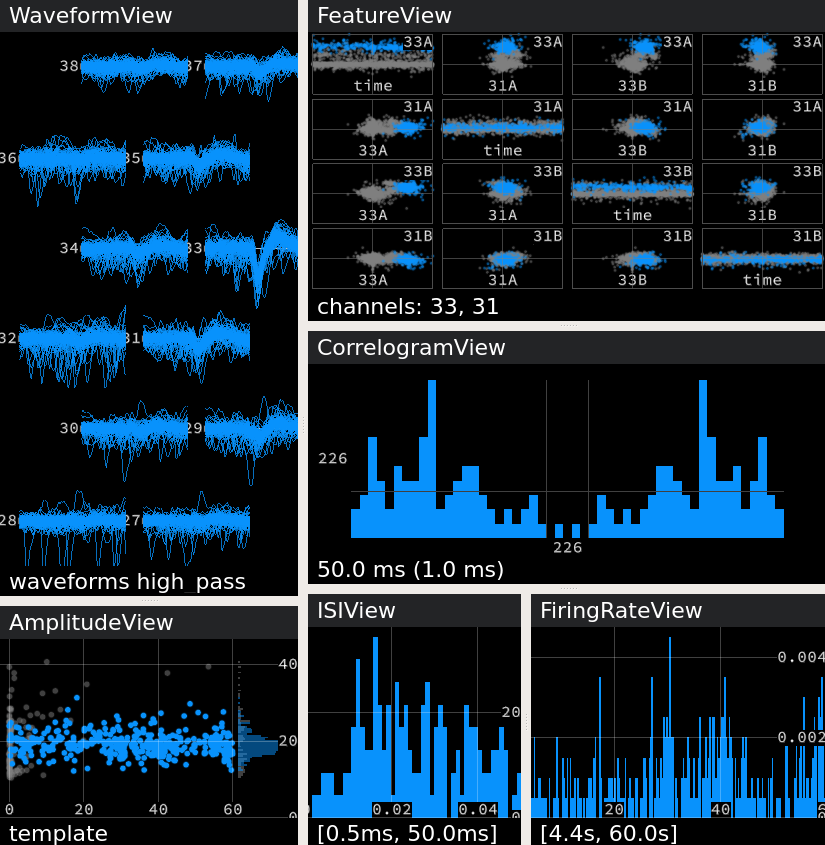 WaveformView
38 37
36 35
34 33
32 31
30 29
28 27
waveforms high_pass
FeatureView
33A 33A 33A 33A
time 31A 33B 31B
31A 31A 31A 31A
33A time 33B 31B
33B 33B 33B 33B
33A 31A time 31B
31B 31B 31B 31B
33A 31A 33B time
channels: 33, 31
CorrelogramView
226
226
50.0 ms (1.0 ms)
AmplitudeView
40
20
0
0 20 40 60
template
ISIView
20
0.02 0.04 0
[0.5ms, 50.0ms]
FiringRateView
0.004
0.002
20 40 6
[4.4s, 60.0s]